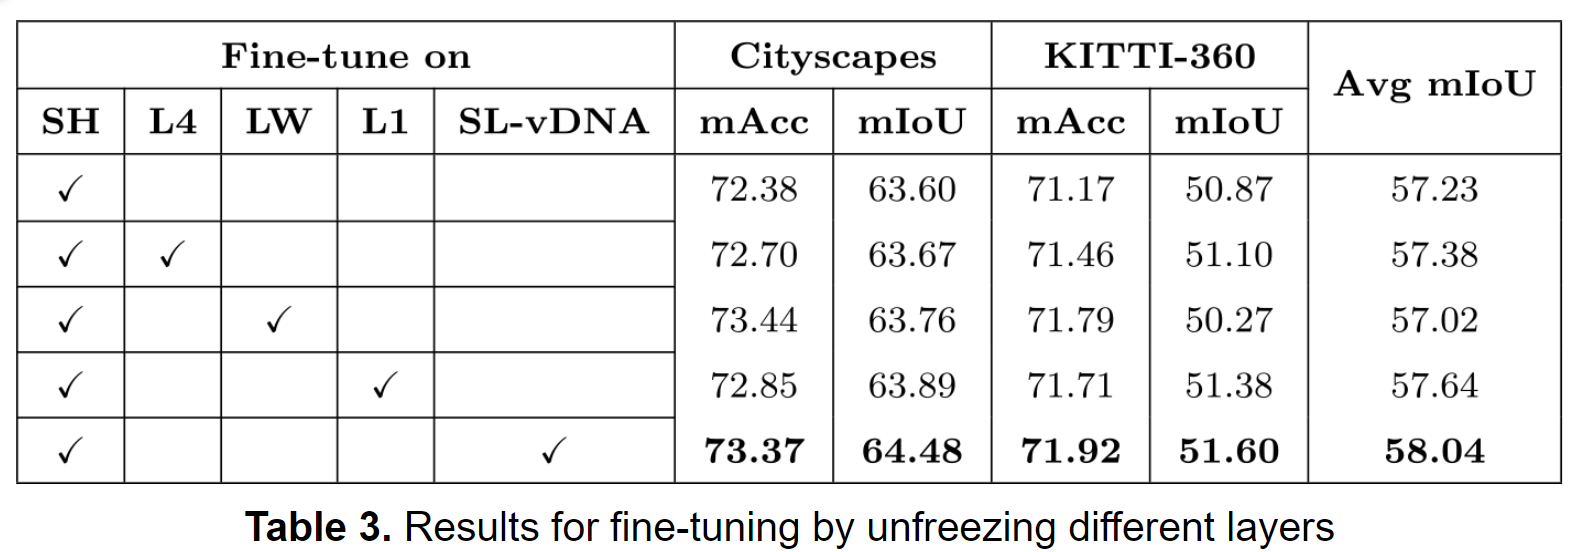 Fine-tune on Cityscapes KITTI-360 Avg mIoU
SH L4 LW L1 SL-vDNA mAcc mIoU mAcc mIoU
✓ 72.38 63.60 71.17 50.87 57.23
✓ ✓ 72.70 63.67 71.46 51.10 57.38
✓ ✓ 73.44 63.76 71.79 50.27 57.02
✓ ✓ 72.85 63.89 71.71 51.38 57.64
✓ ✓ 73.37 64.48 71.92 51.60 58.04
Table 3. Results for fine-tuning by unfreezing different layers